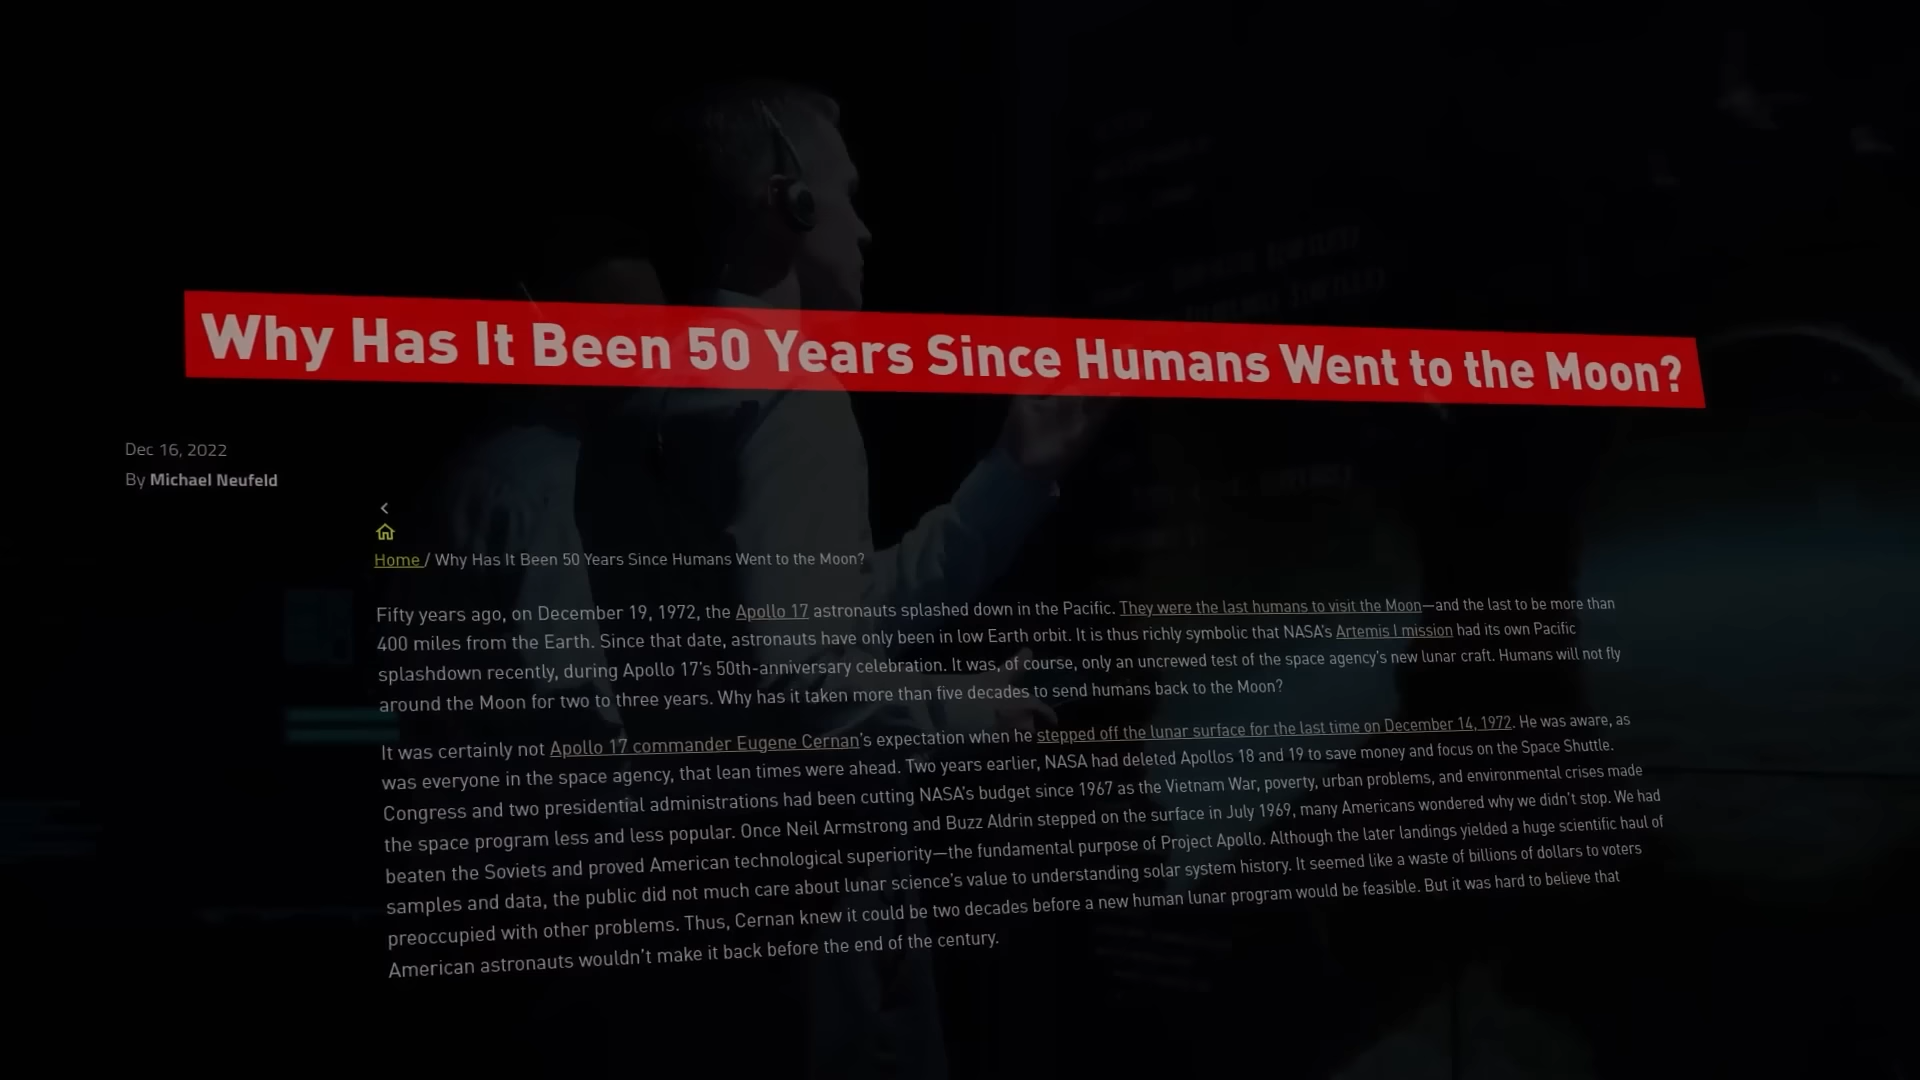 Why Has It Been 50 Years Since Humans Went to the Moon?
Dec 16, 2022
By Michael Neufeld
<
Home / Why Has It Been 50 Years Since Humans Went to the Moon?
Fifty years ago, on December 19, 1972, the Apollo 17 astronauts splashed down in the Pacific. They were the last humans to visit the Moon—and the last to be more than
400 miles from the Earth. Since that date, astronauts have only been in low Earth orbit. It is thus richly symbolic that NASA's Artemis I mission had its own Pacific
splashdown recently, during Apollo 17's 50th-anniversary celebration. It was, of course, only an uncrewed test of the space agency's new lunar craft. Humans will not fly
around the Moon for two to three years. Why has it taken more than five decades to send humans back to the Moon?
It was certainly not Apollo 17 commander Eugene Cernan's expectation when he stepped off the lunar surface for the last time on December 14, 1972. He was aware, as
was everyone in the space agency, that lean times were ahead. Two years earlier, NASA had deleted Apollos 18 and 19 to save money and focus on the Space Shuttle.
Congress and two presidential administrations had been cutting NASA's budget since 1967 as the Vietnam War, poverty, urban problems, and environmental crises made
the space program less and less popular. Once Neil Armstrong and Buzz Aldrin stepped on the surface in July 1969, many Americans wondered why we didn't stop. We had
beaten the Soviets and proved American technological superiority—the fundamental purpose of Project Apollo. Although the later landings yielded a huge scientific haul of
samples and data, the public did not much care about lunar science's value to understanding solar system history. It seemed like a waste of billions of dollars to voters
preoccupied with other problems. Thus, Cernan knew it could be two decades before a new human lunar program would be feasible. But it was hard to believe that
American astronauts wouldn't make it back before the end of the century.